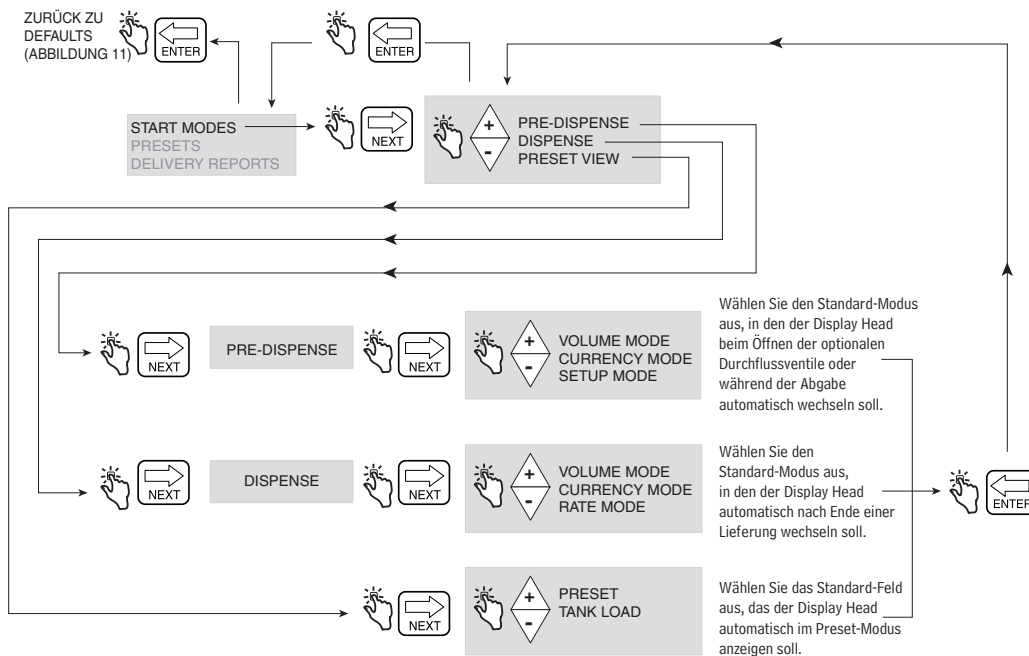 ZURÜCK ZU
DEFAULTS
(ABBILDUNG 11)
ENTER
ENTER
START MODES
PRESETS
DELIVERY REPORTS
NEXT
+
-
PRE-DISPENSE
DISPENSE
PRESET VIEW
NEXT
PRE-DISPENSE
NEXT
+
-
VOLUME MODE
CURRENCY MODE
SETUP MODE
Wählen Sie den Standard-Modus
aus, in den der Display Head
beim Öffnen der optionalen
Durchflussventile oder
während der Abgabe
automatisch wechseln soll.
NEXT
DISPENSE
NEXT
+
-
VOLUME MODE
CURRENCY MODE
RATE MODE
Wählen Sie den
Standard-Modus aus,
in den der Display Head
automatisch nach Ende einer
Lieferung wechseln soll.
ENTER
NEXT
+
-
PRESET
TANK LOAD
Wählen Sie das Standard-Feld
aus, das der Display Head
automatisch im Preset-Modus
anzeigen soll.